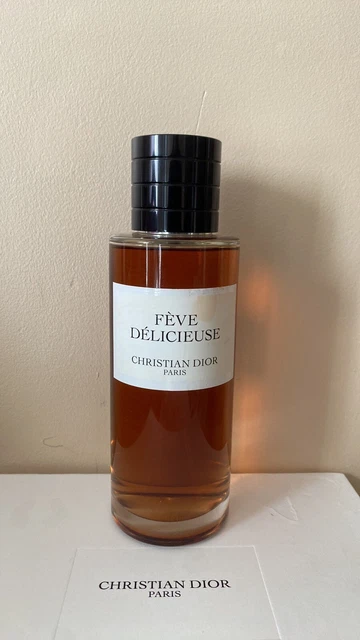 FÈVE
DÉLICIEUSE
CHRISTIAN DIOR
PARIS
CHRISTIAN DIOR
PARIS